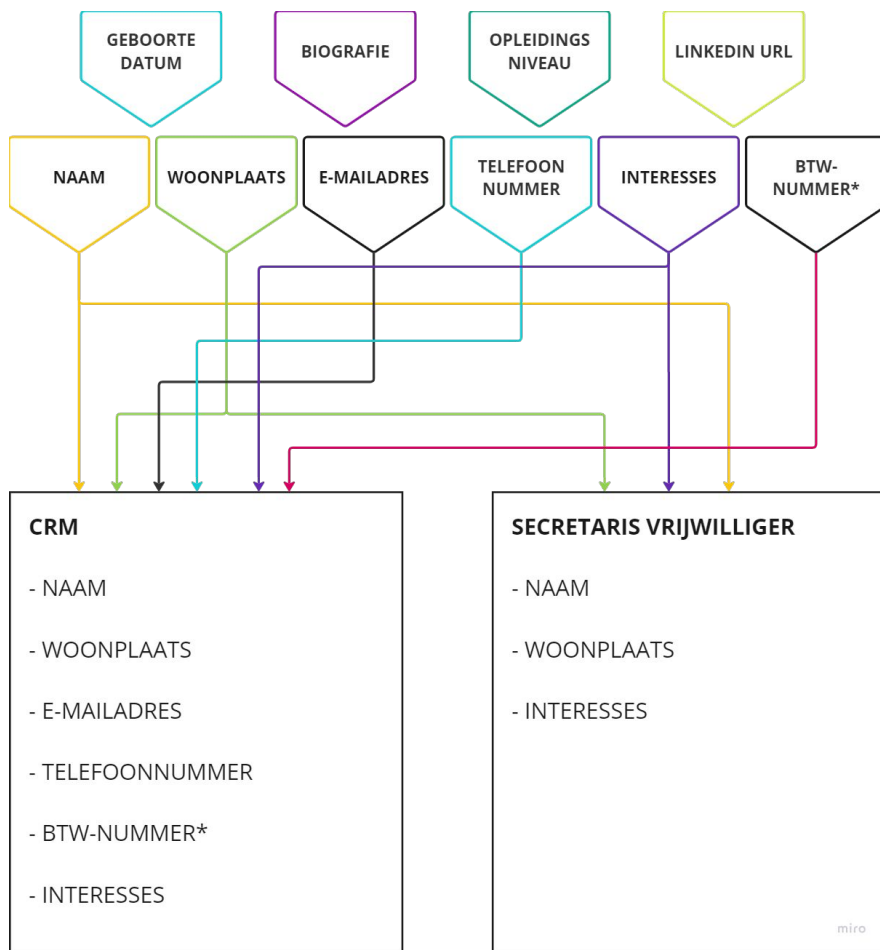 GEBOORTE
DATUM
BIOGRAFIE
OPLEIDINGS
NIVEAU
LINKEDIN URL
NAAM
WOONPLAATS
E-MAILADRES
TELEFOON
NUMMER
INTERESSES
BTW-
NUMMER*
CRM
- NAAM
- WOONPLAATS
- E-MAILADRES
- TELEFOONNUMMER
- BTW-NUMMER*
- INTERESSES
SECRETARIS VRIJWILLIGER
- NAAM
- WOONPLAATS
- INTERESSES
miro